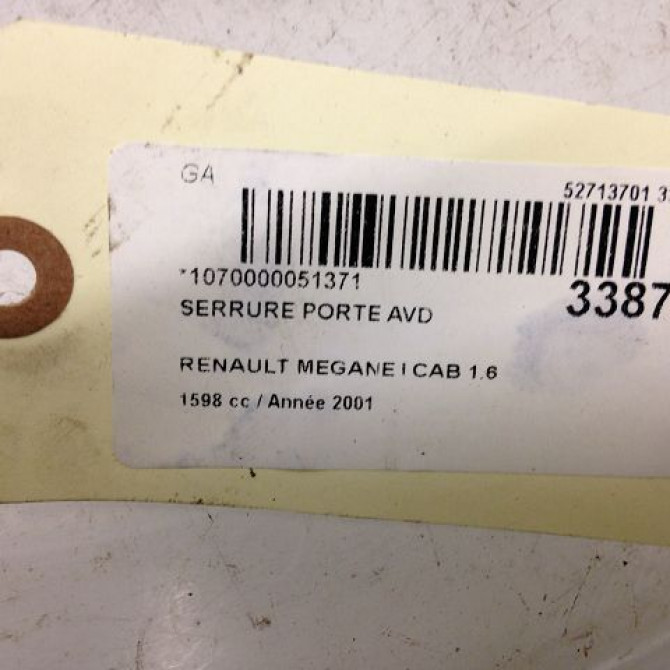 GA
52713701 3
*1070000051371
3387
SERRURE PORTE AVD
RENAULT MEGANE I CAB 1.6
1598 cc / Année 2001